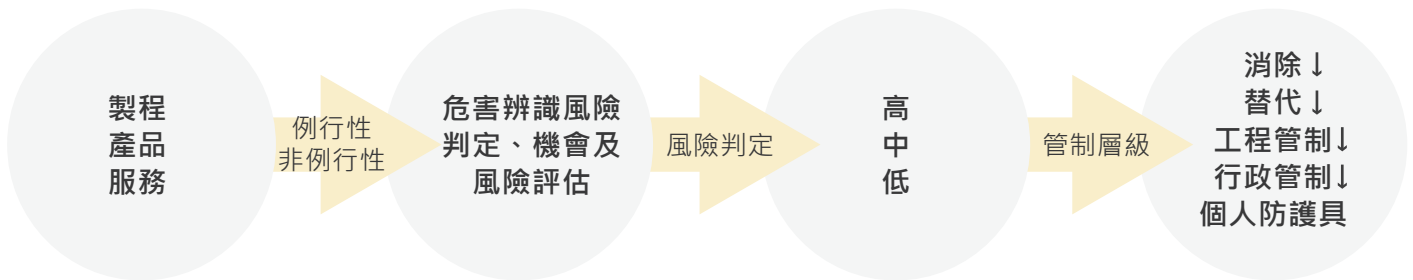 製程
產品
服務
例行性
非例行性
危害辨識風險
判定、機會及
風險評估
風險判定
高
中
低
管制層級
消除↓
替代↓
工程管制↓
行政管制↓
個人防護具